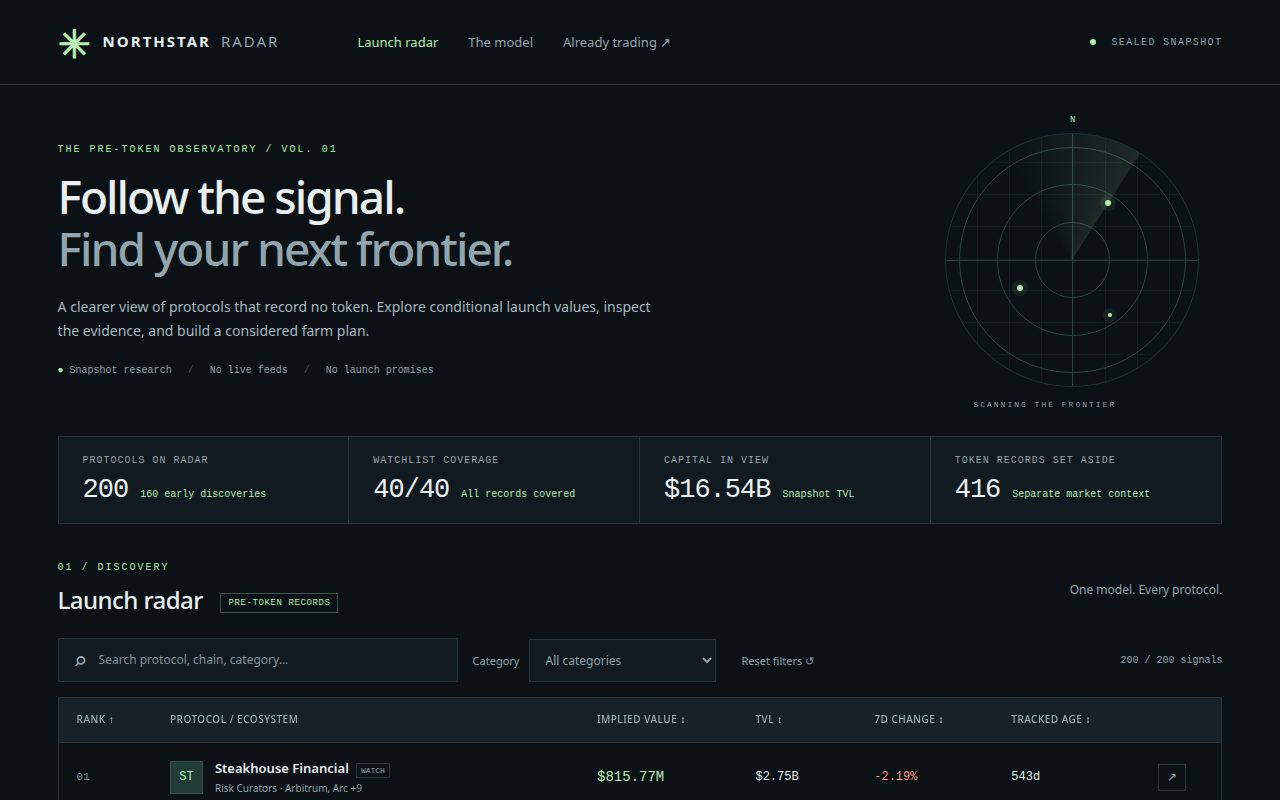 NORTHSTAR RADAR
Launch radar
The model
Already trading ↗
SEALED SNAPSHOT
N
THE PRE-TOKEN OBSERVATORY / VOL. 01
Follow the signal.
Find your next frontier.
A clearer view of protocols that record no token. Explore conditional launch values, inspect
the evidence, and build a considered farm plan.
Snapshot research / No live feeds / No launch promises
SCANNING THE FRONTIER
PROTOCOLS ON RADAR
200 160 early discoveries
WATCHLIST COVERAGE
40/40 All records covered
CAPITAL IN VIEW
$16.54B Snapshot TVL
TOKEN RECORDS SET ASIDE
416 Separate market context
01 / DISCOVERY
Launch radar PRE-TOKEN RECORDS
One model. Every protocol.
Search protocol, chain, category...
Category
All categories
Reset filters ↺
200 / 200 signals
RANK ↑ PROTOCOL / ECOSYSTEM IMPLIED VALUE ↕ TVL ↕ 7D CHANGE ↕ TRACKED AGE ↕
01 ST Steakhouse Financial WATCH $815.77M $2.75B -2.19% 543d ↗
Risk Curators · Arbitrum, Arc +9